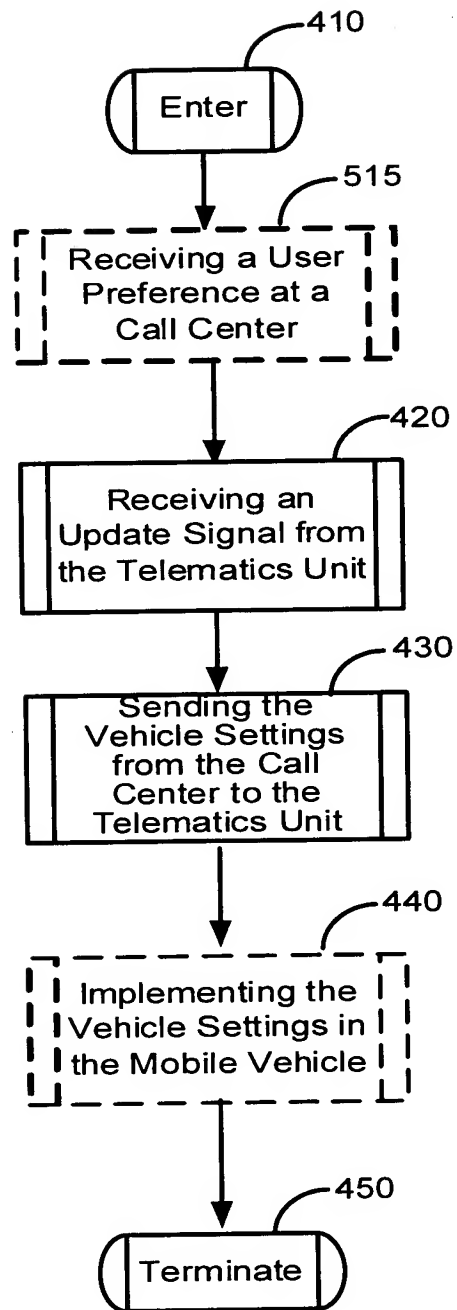 410
Enter
515
Receiving a User
Preference at a
Call Center
420
Receiving an
Update Signal from
the Telematics Unit
430
Sending the
Vehicle Settings
from the Call
Center to the
Telematics Unit
440
Implementing the
Vehicle Settings in
the Mobile Vehicle
450
Terminate